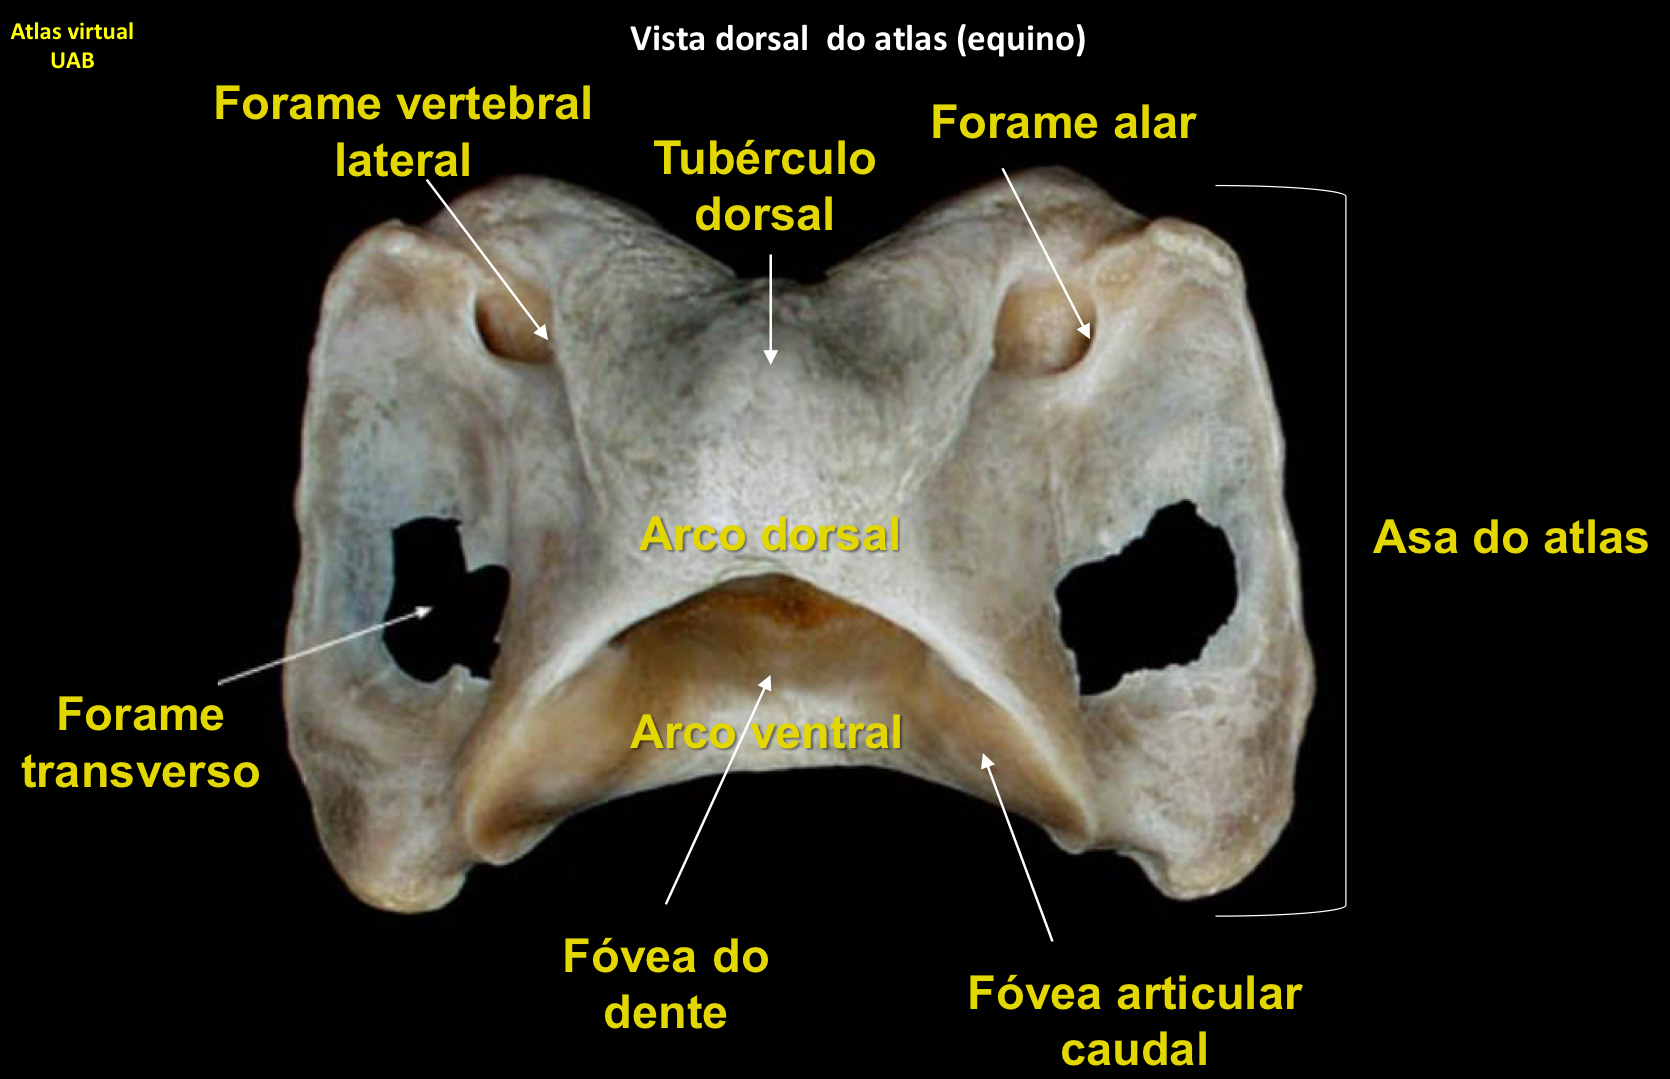 Atlas virtual
UAB
Vista dorsal do atlas (equino)
Forame vertebral
lateral
Tubérculo
dorsal
Forame alar
Arco dorsal
Asa do atlas
Forame
transverso
Arco ventral
Fóvea do
dente
Fóvea articular
caudal